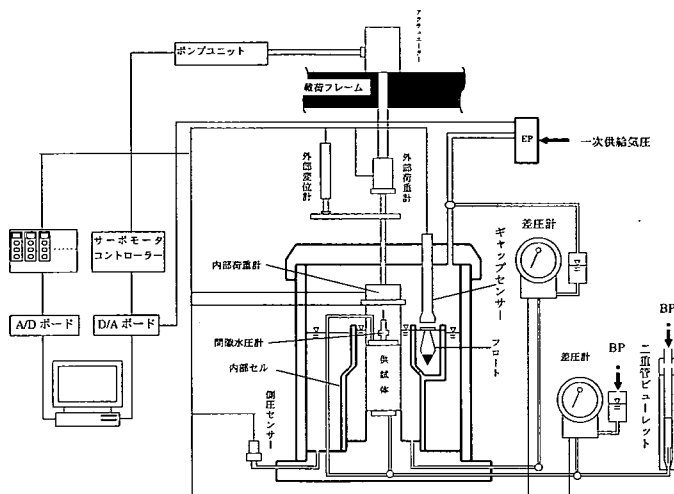 アクチュエーター
ポンプユニット
載荷フレーム
EP
一次供給気圧
外部変位計
外部荷重計
差圧計
ギャップセンサー
サーボモータ
コントローラー
内部荷重計
A/Dボード
D/Aボード
間隙水圧計
内部セル
供試体
フロート
側圧センサー
差圧計
BP
BP
二重管ビューレット